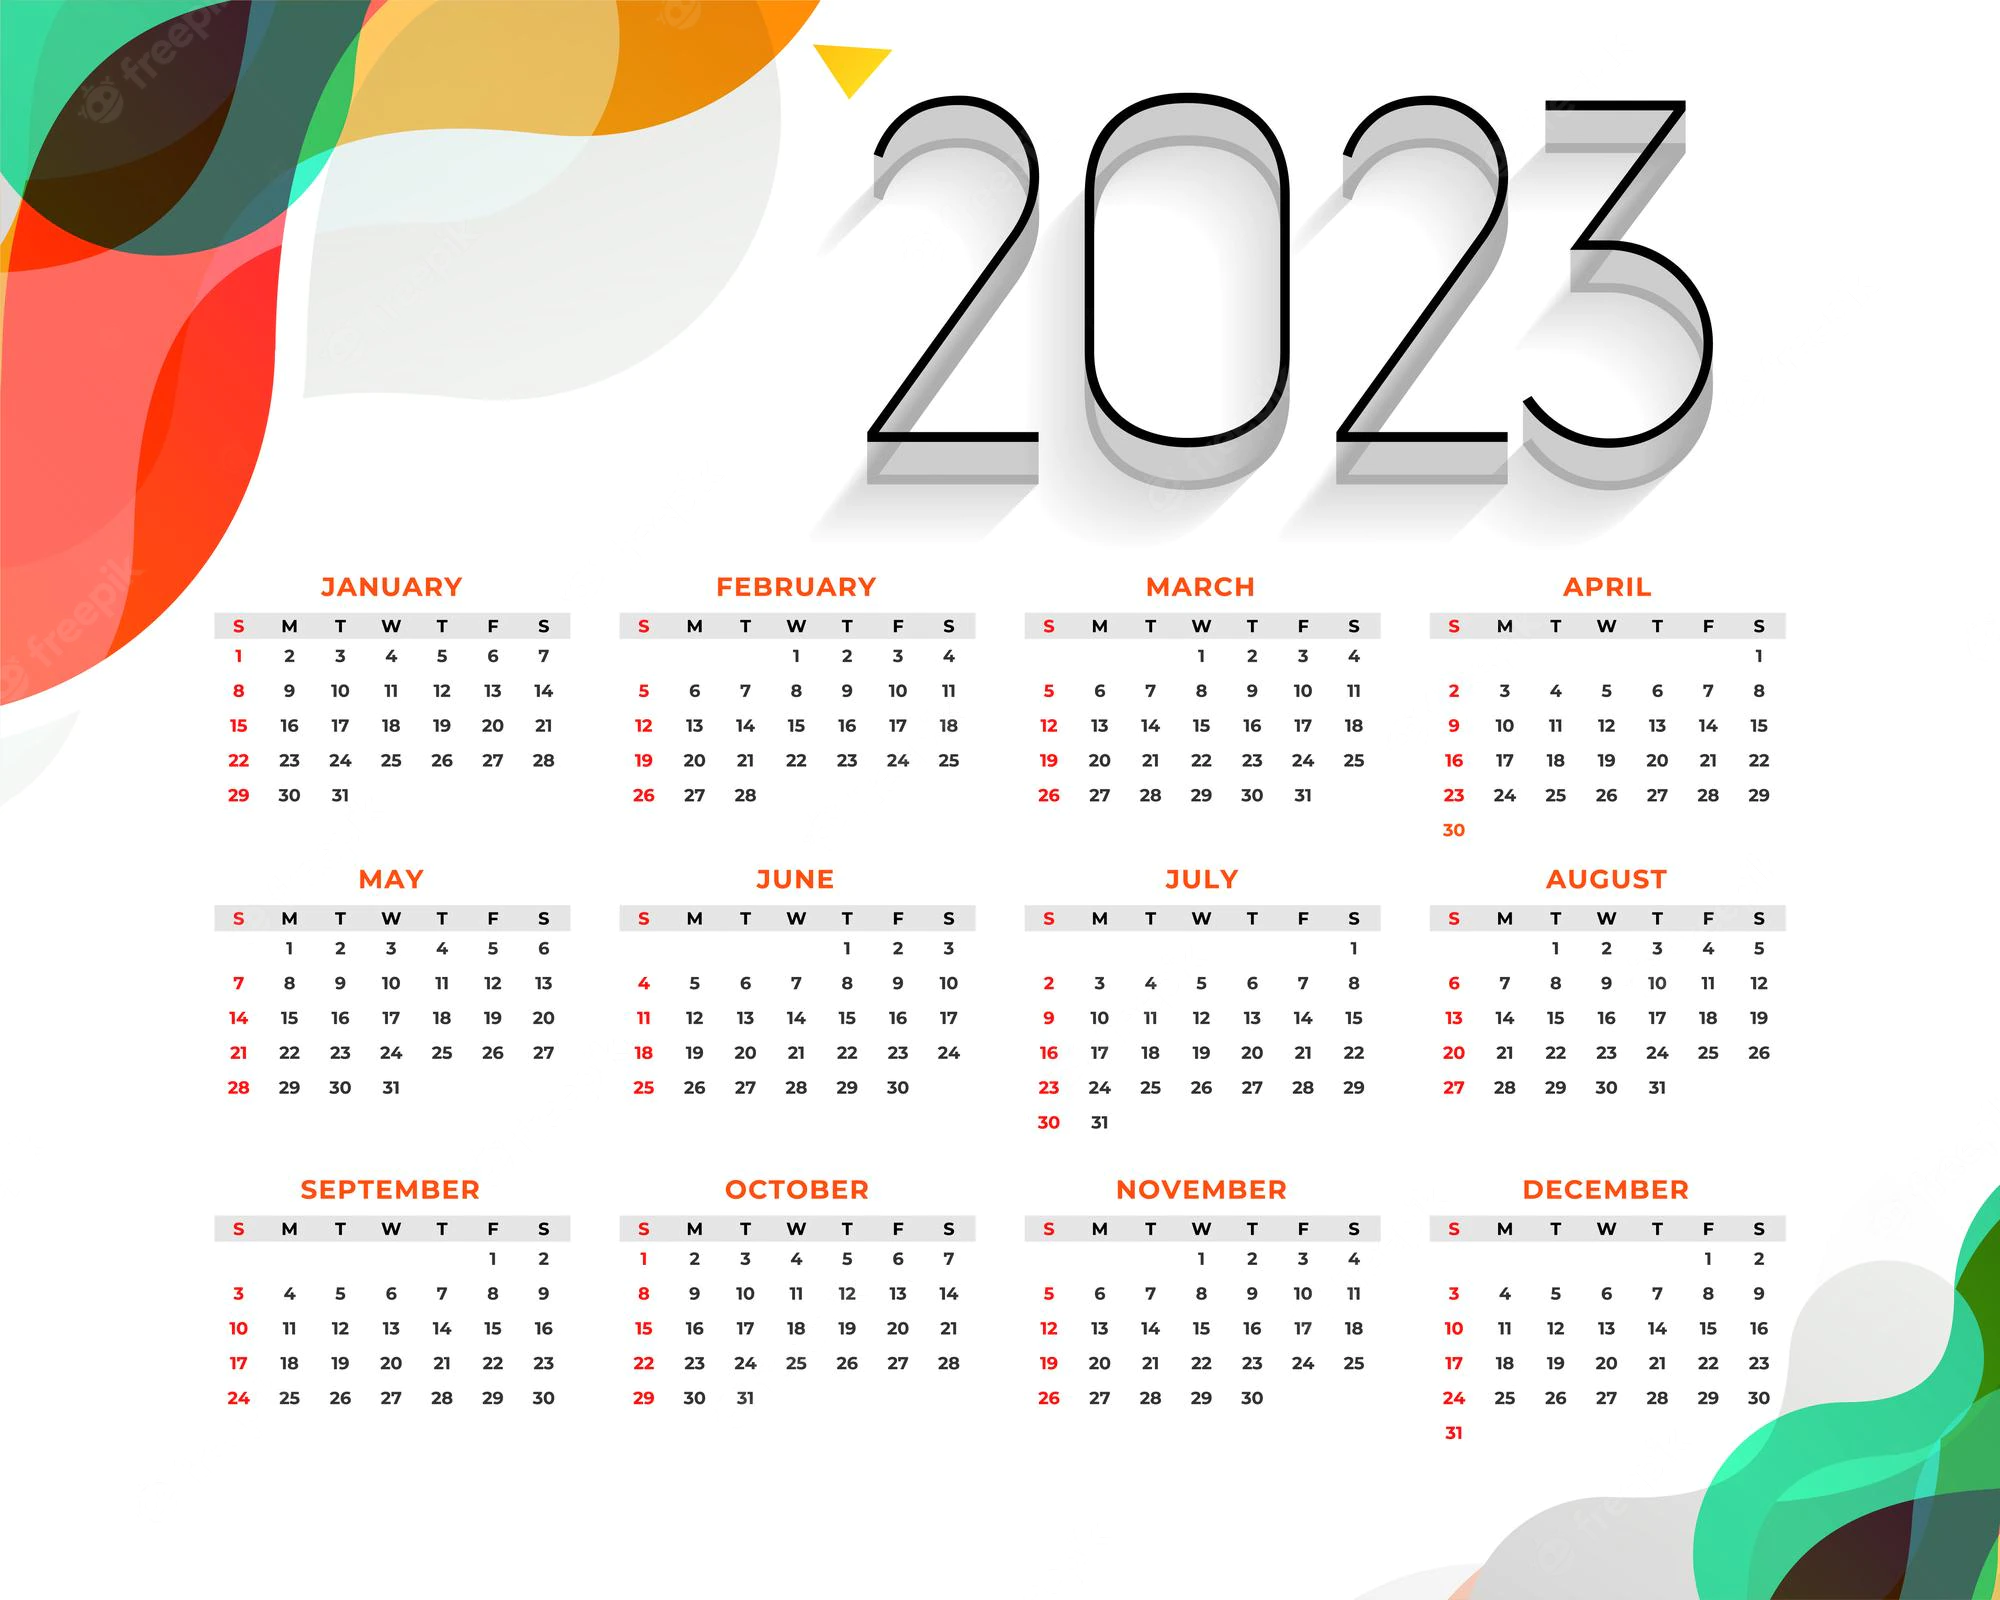 2023
JANUARY
S M T W T F S
1 2 3 4 5 6 7
8 9 10 11 12 13 14
15 16 17 18 19 20 21
22 23 24 25 26 27 28
29 30 31
FEBRUARY
S M T W T F S
1 2 3 4
5 6 7 8 9 10 11
12 13 14 15 16 17 18
19 20 21 22 23 24 25
26 27 28
MARCH
S M T W T F S
1 2 3 4
5 6 7 8 9 10 11
12 13 14 15 16 17 18
19 20 21 22 23 24 25
26 27 28 29 30 31
APRIL
S M T W T F S
1
2 3 4 5 6 7 8
9 10 11 12 13 14 15
16 17 18 19 20 21 22
23 24 25 26 27 28 29
30
MAY
S M T W T F S
1 2 3 4 5 6
7 8 9 10 11 12 13
14 15 16 17 18 19 20
21 22 23 24 25 26 27
28 29 30 31
JUNE
S M T W T F S
1 2 3
4 5 6 7 8 9 10
11 12 13 14 15 16 17
18 19 20 21 22 23 24
25 26 27 28 29 30
JULY
S M T W T F S
1
2 3 4 5 6 7 8
9 10 11 12 13 14 15
16 17 18 19 20 21 22
23 24 25 26 27 28 29
30 31
AUGUST
S M T W T F S
1 2 3 4 5
6 7 8 9 10 11 12
13 14 15 16 17 18 19
20 21 22 23 24 25 26
27 28 29 30 31
SEPTEMBER
S M T W T F S
1 2
3 4 5 6 7 8 9
10 11 12 13 14 15 16
17 18 19 20 21 22 23
24 25 26 27 28 29 30
OCTOBER
S M T W T F S
1 2 3 4 5 6 7
8 9 10 11 12 13 14
15 16 17 18 19 20 21
22 23 24 25 26 27 28
29 30 31
NOVEMBER
S M T W T F S
1 2 3 4
5 6 7 8 9 10 11
12 13 14 15 16 17 18
19 20 21 22 23 24 25
26 27 28 29 30
DECEMBER
S M T W T F S
1 2
3 4 5 6 7 8 9
10 11 12 13 14 15 16
17 18 19 20 21 22 23
24 25 26 27 28 29 30
31
freepik
freepik